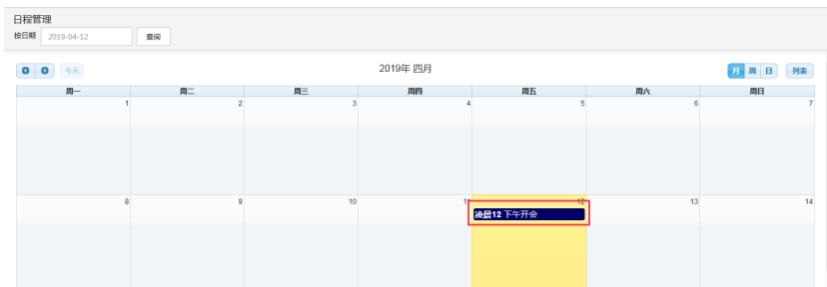 日程管理
按日期 2019-04-12 查询
今天 2019年 四月 月 周 日 列表
周一 周二 周三 周四 周五 周六 周日
1 2 3 4 5 6 7
8 9 10 11 12 13 14
凌晨12 下午开会